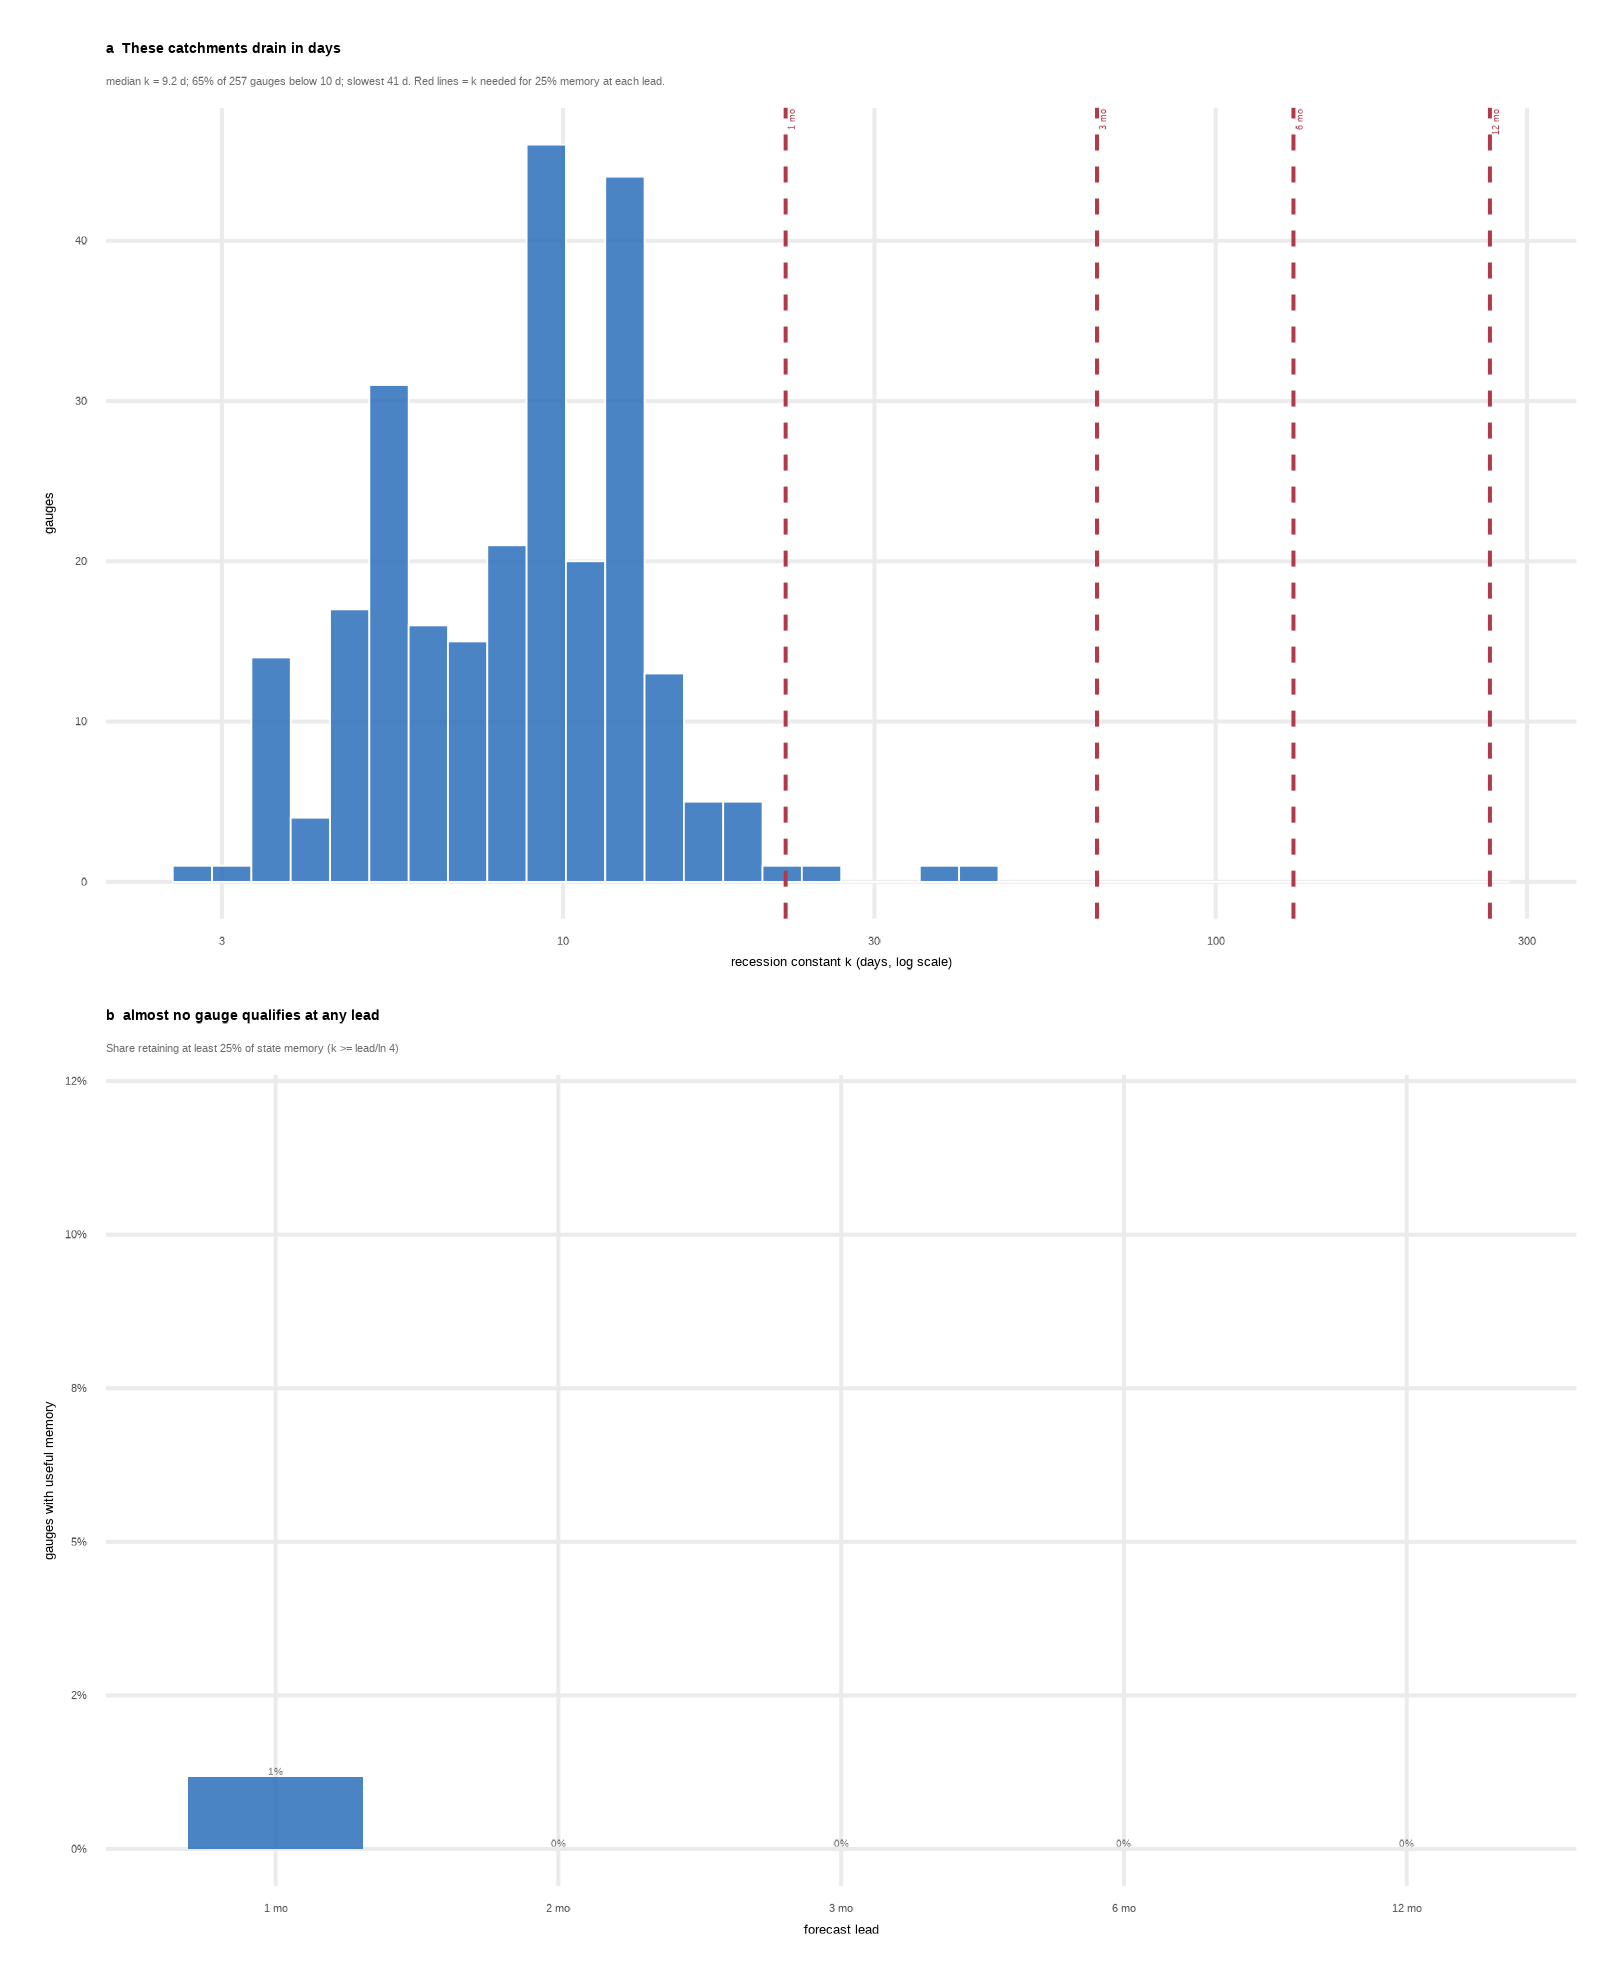 a  These catchments drain in days
median k = 9.2 d; 65% of 257 gauges below 10 d; slowest 41 d. Red lines = k needed for 25% memory at each lead.
1 mo
3 mo
6 mo
12 mo
40
30
20
10
0
gauges
3
10
30
100
300
recession constant k (days, log scale)
b  almost no gauge qualifies at any lead
Share retaining at least 25% of state memory (k >= lead/ln 4)
12%
10%
8%
5%
2%
0%
gauges with useful memory
1%
0%
0%
0%
0%
1 mo
2 mo
3 mo
6 mo
12 mo
forecast lead